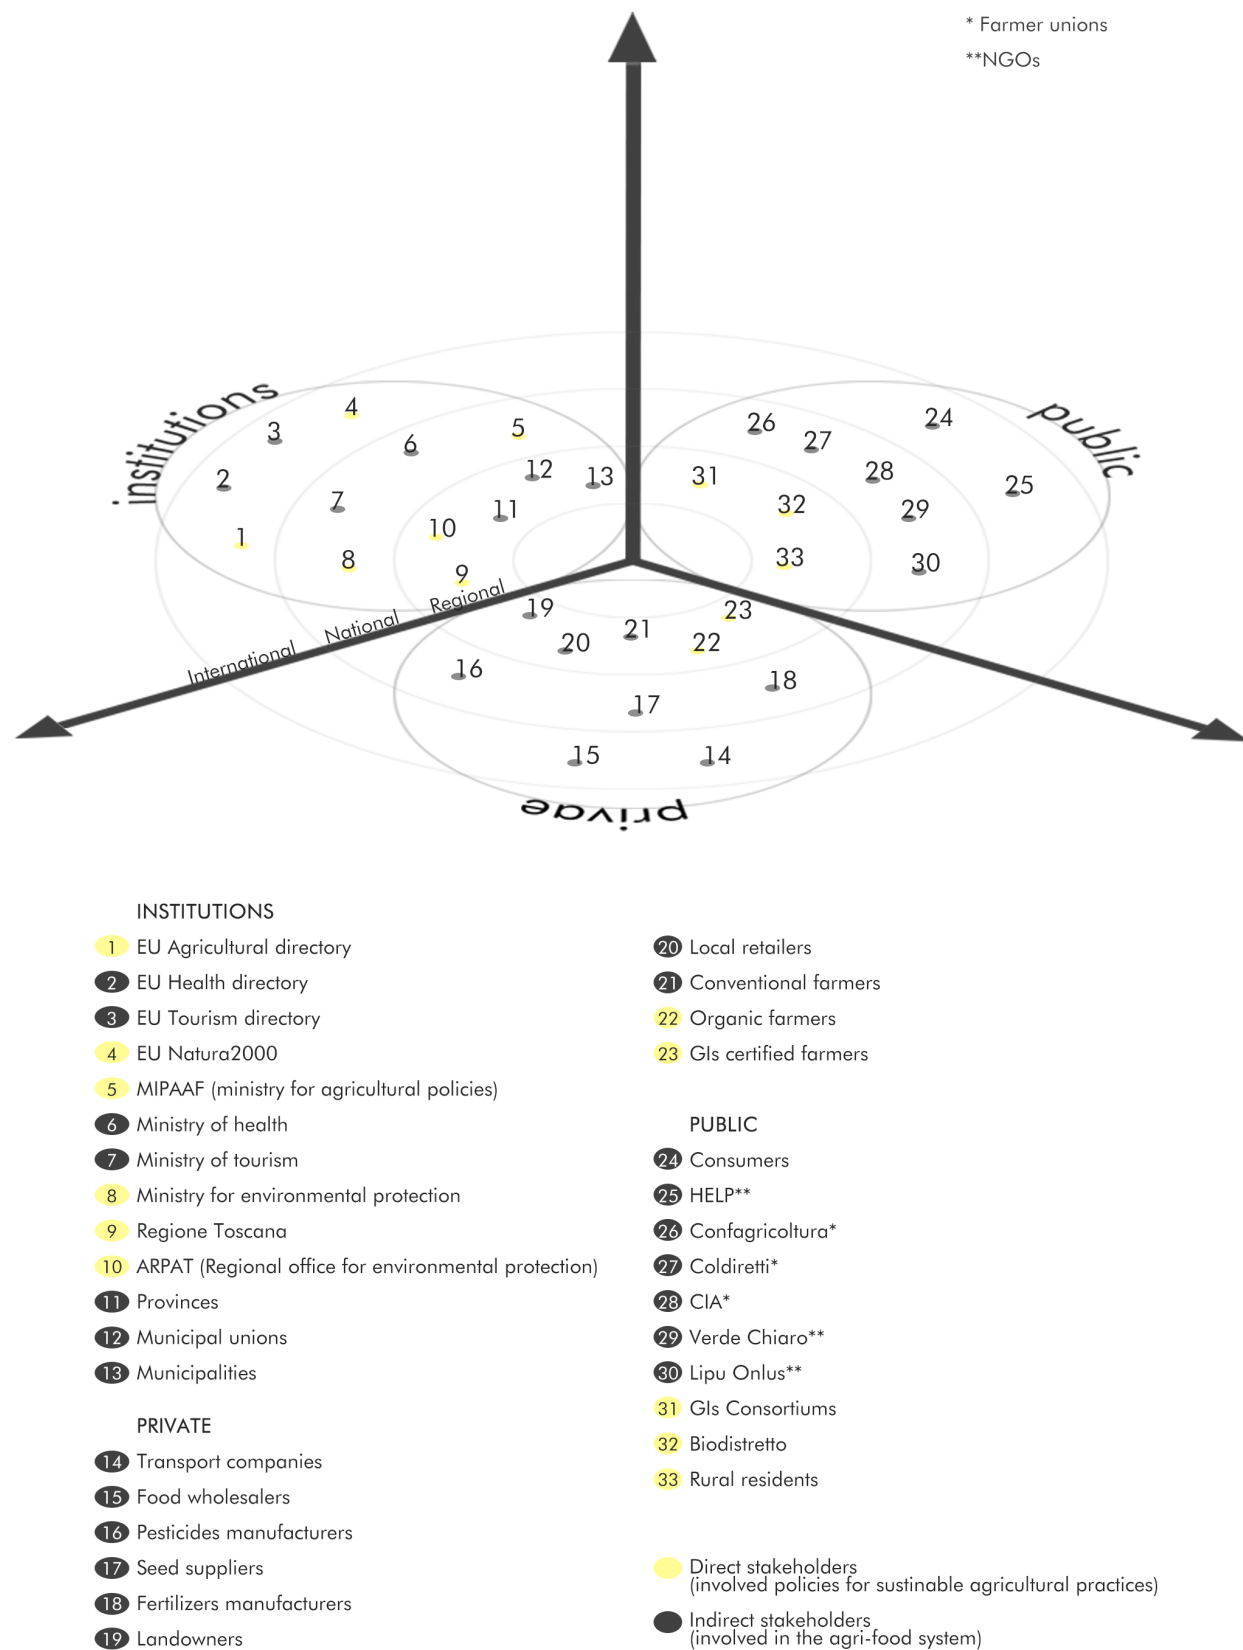 * Farmer unions
**NGOs
institutions
public
4
3
6
5
2
7
12
13
1
10
11
8
9
26
24
27
31
28
25
32
29
33
30
Regional
National
International
19
23
20
21
22
16
18
17
15
14
privae
INSTITUTIONS
1 EU Agricultural directory
2 EU Health directory
3 EU Tourism directory
4 EU Natura2000
5 MIPAAF (ministry for agricultural policies)
6 Ministry of health
7 Ministry of tourism
8 Ministry for environmental protection
9 Regione Toscana
10 ARPAT (Regional office for environmental protection)
11 Provinces
12 Municipal unions
13 Municipalities
PRIVATE
14 Transport companies
15 Food wholesalers
16 Pesticides manufacturers
17 Seed suppliers
18 Fertilizers manufacturers
19 Landowners
20 Local retailers
21 Conventional farmers
22 Organic farmers
23 GIs certified farmers
PUBLIC
24 Consumers
25 HELP**
26 Confagricoltura*
27 Coldiretti*
28 CIA*
29 Verde Chiaro**
30 Lipu Onlus**
31 GIs Consortiums
32 Biodistretto
33 Rural residents
Direct stakeholders
(involved policies for sustinable agricultural practices)
Indirect stakeholders
(involved in the agri-food system)